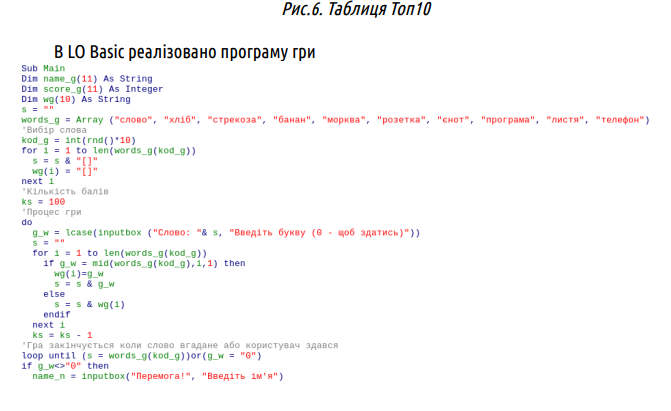 Рис.6. Таблиця Топ10
В LO Basic реалізовано програму гри
Sub Main
Dim name_g(11) As String
Dim score_g(11) As Integer
Dim wg(10) As String
s = ""
words_g = Array ("слово", "хліб", "стрекоза", "банан", "морква", "розетка", "єнот", "програма", "листя", "телефон")
'Вибір слова
kod_g = int(rnd()*10)
for i = 1 to len(words_g(kod_g))
  s = s & "[]"
  wg(i) = "[]"
next i
'Кількість балів
ks = 100
'Процес гри
do
  g_w = lcase(inputbox ("Слово: "& s, "Введіть букву (0 - щоб здатись)"))
  s = ""
  for i = 1 to len(words_g(kod_g))
    if g_w = mid(words_g(kod_g),i,1) then
      wg(i)=g_w
      s = s & g_w
    else
      s = s & wg(i)
    endif
  next i
  ks = ks - 1
'Гра закінчується коли слово вгадане або користувач здався
loop until (s = words_g(kod_g))or(g_w = "0")
if g_w<>"0" then
  name_n = inputbox("Перемога!", "Введіть ім'я")